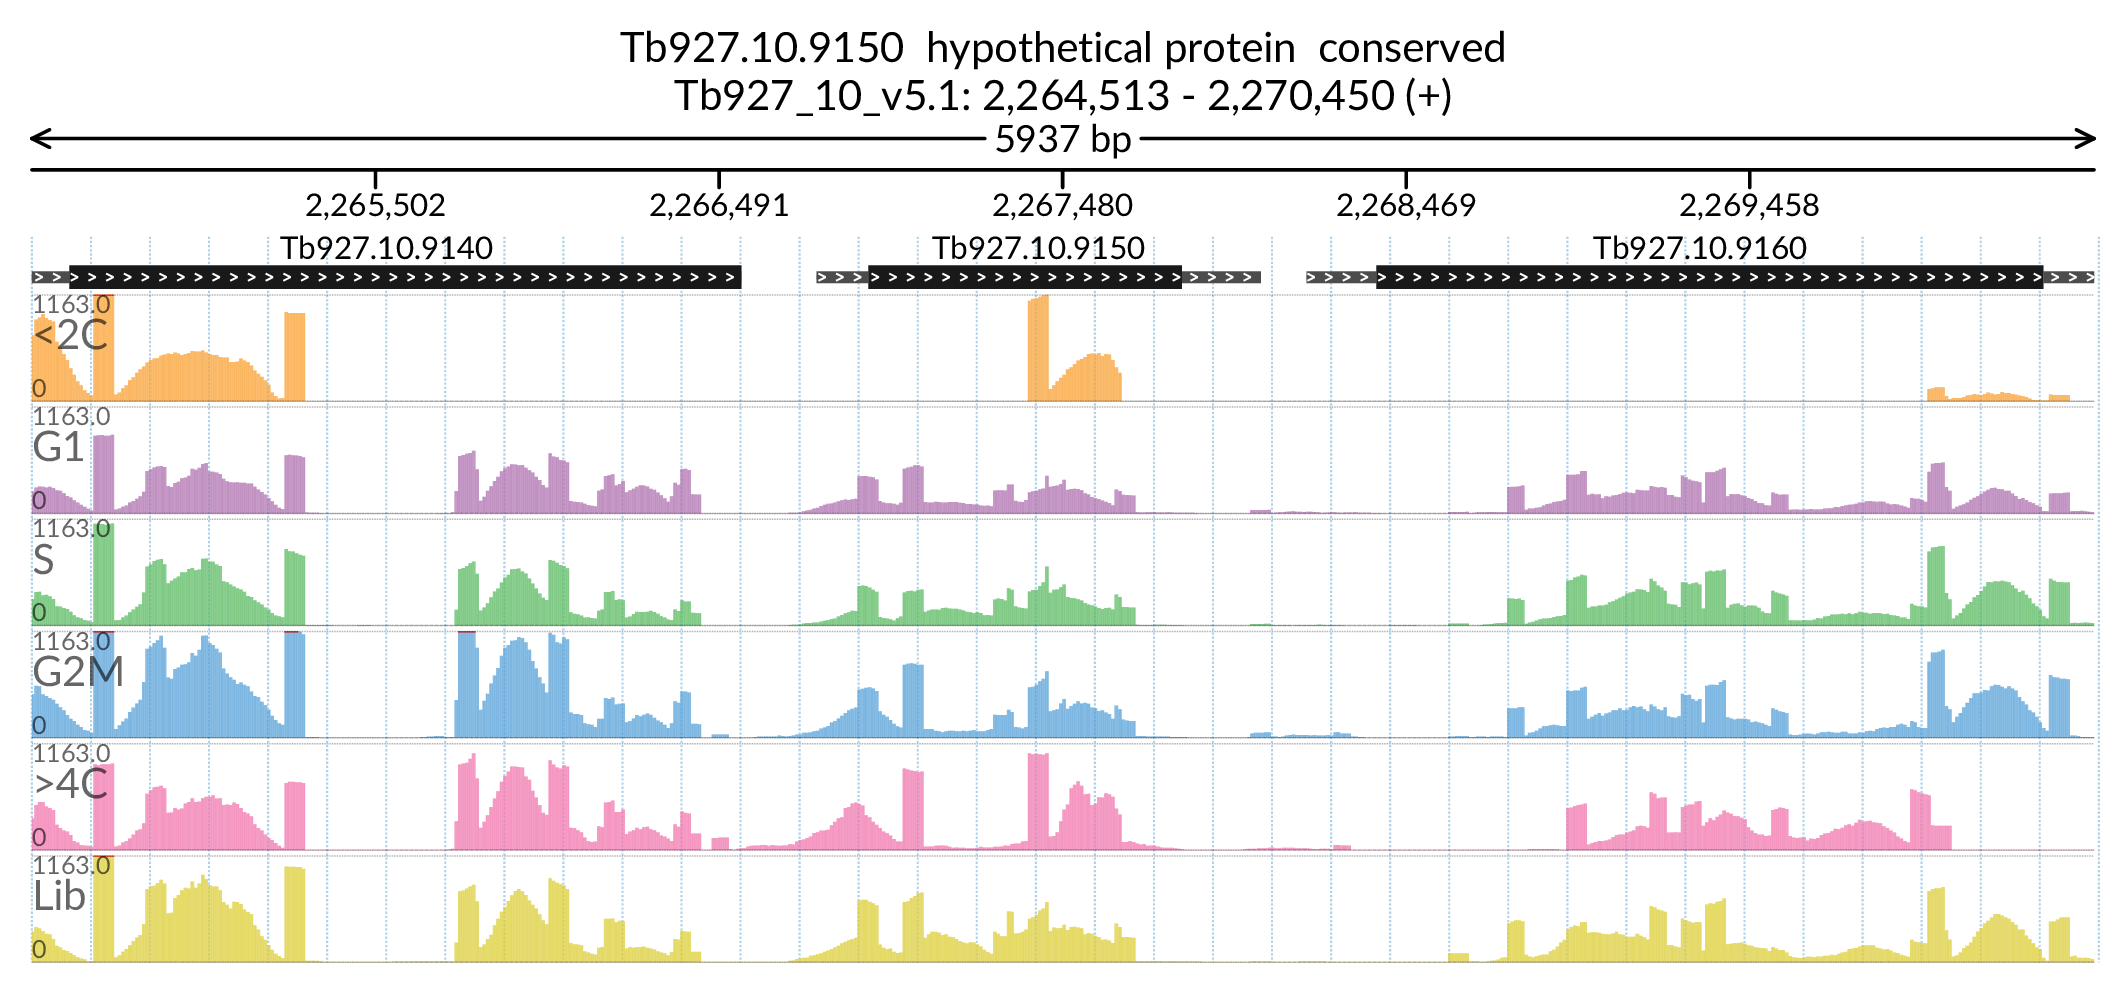 Tb927.10.9150  hypothetical protein  conserved
Tb927_10_v5.1: 2,264,513 - 2,270,450 (+)
5937 bp
2,265,502 2,266,491 2,267,480 2,268,469 2,269,458
Tb927.10.9140 Tb927.10.9150 Tb927.10.9160
1163.0
<2C
0
1163.0
G1
0
1163.0
S
0
1163.0
G2M
0
1163.0
>4C
0
1163.0
Lib
0